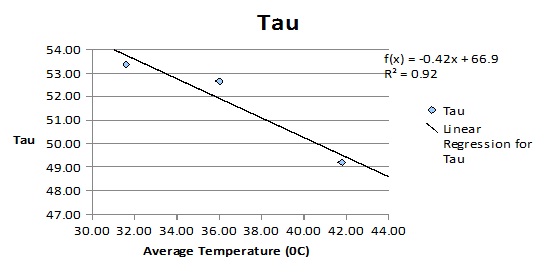 Tau
54.00
53.00
52.00
51.00
50.00
49.00
48.00
47.00
Tau
30.00 32.00 34.00 36.00 38.00 40.00 42.00 44.00
Average Temperature (0C)
f(x) = -0.42x + 66.9
R² = 0.92
Tau
Linear
Regression for
Tau